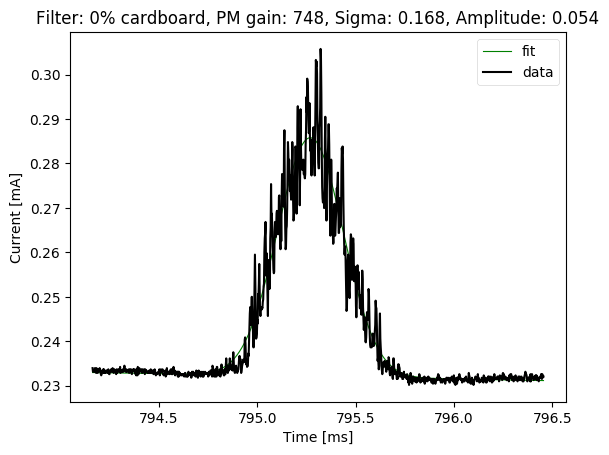 Filter: 0% cardboard, PM gain: 748, Sigma: 0.168, Amplitude: 0.054
fit
data
0.30
0.29
0.28
0.27
0.26
0.25
0.24
0.23
Current [mA]
794.5 795.0 795.5 796.0 796.5
Time [ms]